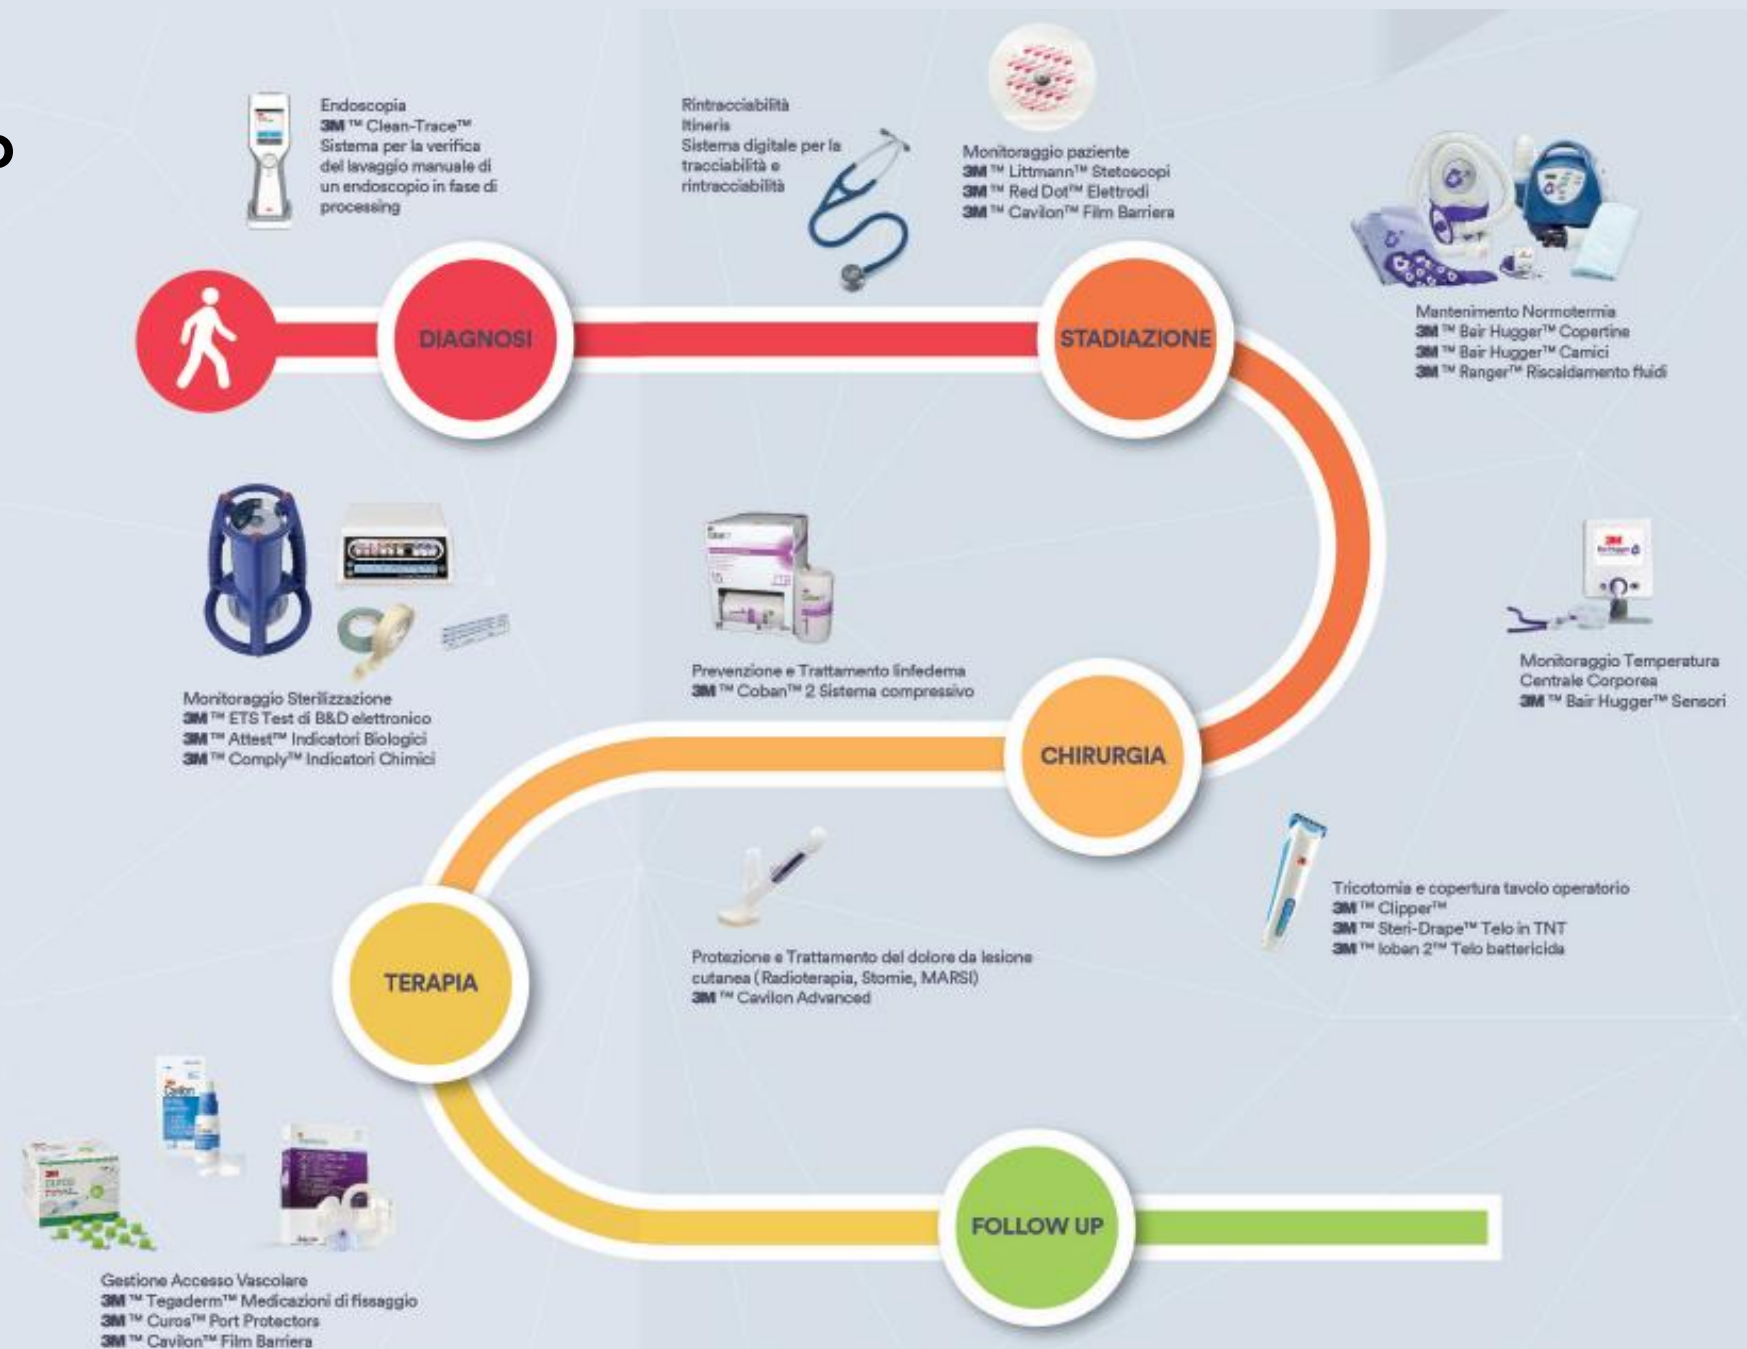 o
Endoscopia
3M™ Clean-Trace™
Sistema per la verifica
del lavaggio manuale di
un endoscopio in fase di
processing
Rintracciabilità
Itineris
Sistema digitale per la
tracciabilità e
rintracciabilità
Monitoraggio paziente
3M™ Littmann™ Stetoscopi
3M™ Red Dot™ Elettrodi
3M™ Cavilon™ Film Barriera
Mantenimento Normotermia
3M™ Bair Hugger™ Copertine
3M™ Bair Hugger™ Camici
3M™ Ranger™ Riscaldamento fluidi
DIAGNOSI
STADIAZIONE
Monitoraggio Sterilizzazione
3M™ ETS Test di B&D elettronico
3M™ Attest™ Indicatori Biologici
3M™ Comply™ Indicatori Chimici
Prevenzione e Trattamento linfedema
3M™ Coban™ 2 Sistema compressivo
3M
Bair Hugger
Monitoraggio Temperatura
Centrale Corporea
3M™ Bair Hugger™ Sensori
CHIRURGIA
Tricotomia e copertura tavolo operatorio
3M™ Clipper™
3M™ Steri-Drape™ Telo in TNT
3M™ Ioban 2™ Telo battericida
Protezione e Trattamento del dolore da lesione
cutanea (Radioterapia, Stomie, MARSI)
3M™ Cavilon Advanced
TERAPIA
Cavilon
3M
FOLLOW UP
Gestione Accesso Vascolare
3M™ Tegaderm™ Medicazioni di fissaggio
3M™ Curos™ Port Protectors
3M™ Cavilon™ Film Barriera